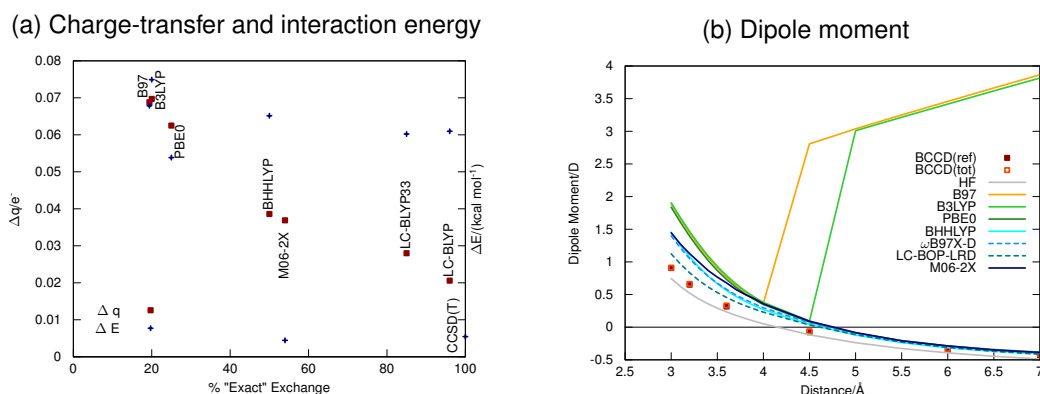 (a) Charge-transfer and interaction energy
0.08
0.07
0.06
0.05
0.04
0.03
0.02
0.01
0
Δq/e⁻
B97
B3LYP
PBE0
BHHLYP
M06-2X
LC-BLYP33
LC-BLYP
CCSD(T)
ΔE/(kcal mol⁻¹)
Δ q
Δ E
0 20 40 60 80 100
% "Exact" Exchange
(b) Dipole moment
4
3.5
3
2.5
2
1.5
1
0.5
0
-0.5
Dipole Moment/D
BCCD(ref)
BCCD(tot)
HF
B97
B3LYP
PBE0
BHHLYP
ωB97X-D
LC-BOP-LRD
M06-2X
2.5 3 3.5 4 4.5 5 5.5 6 6.5 7
Distance/Å